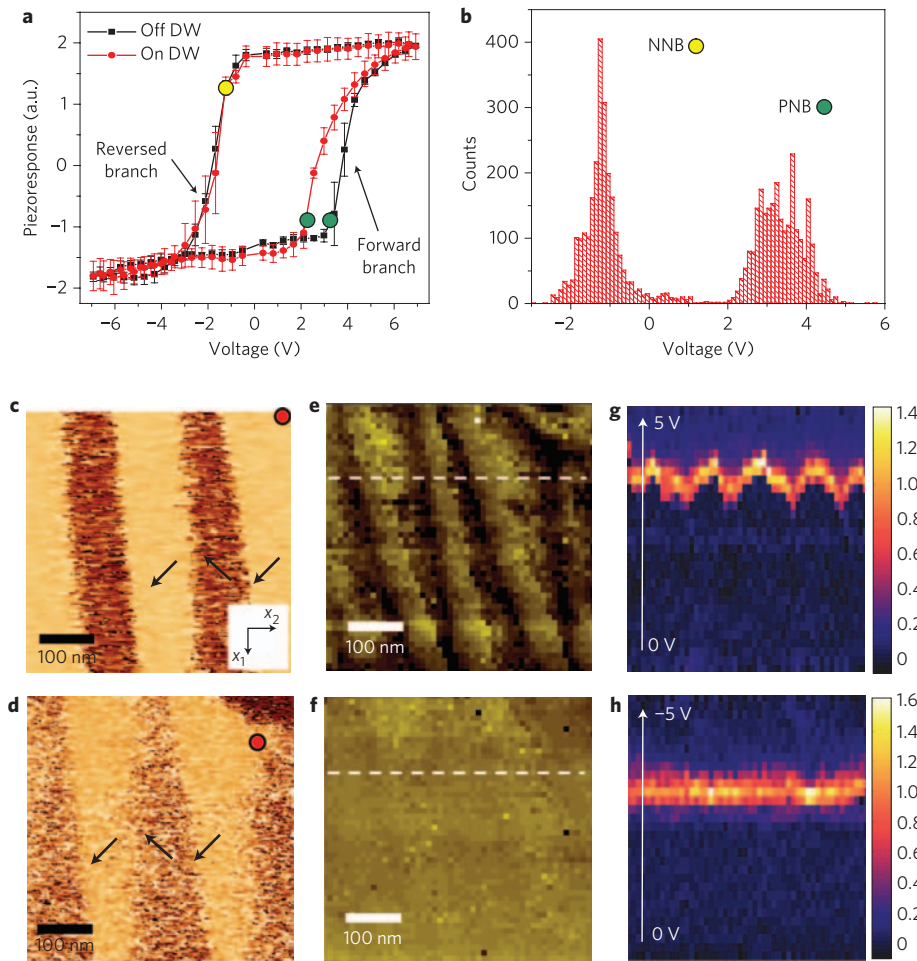 a
Off DW
On DW
Piezoresponse (a.u.)
2
1
0
−1
−2
Reversed
branch
Forward
branch
−6
−4
−2
0
2
4
6
Voltage (V)
b
NNB
PNB
Counts
400
300
200
100
0
−2
0
2
4
6
Voltage (V)
c
x2
x1
100 nm
e
100 nm
g
5 V
0 V
1.4
1.2
1.0
0.8
0.6
0.4
0.2
0
d
100 nm
f
100 nm
h
−5 V
0 V
1.6
1.4
1.2
1.0
0.8
0.6
0.4
0.2
0